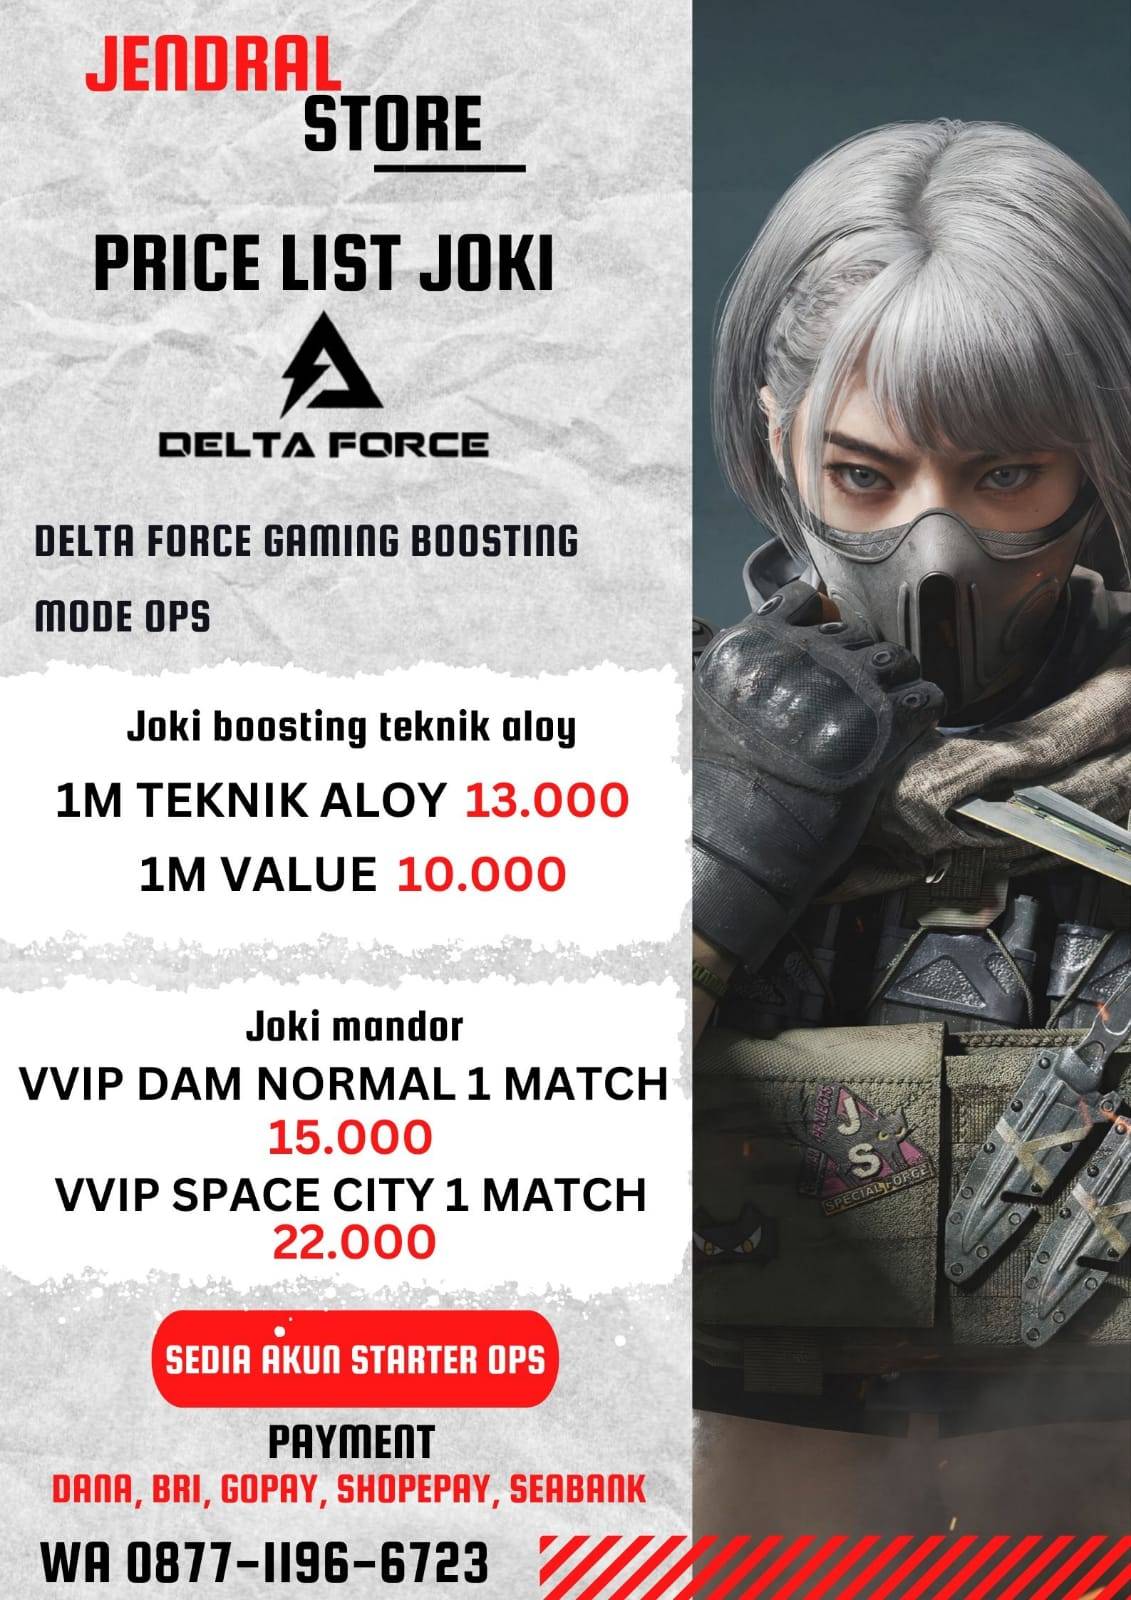 JENDRAL
STORE
PRICE LIST JOKI
DELTA FORCE
DELTA FORCE GAMING BOOSTING
MODE OPS
Joki boosting teknik aloy
1M TEKNIK ALOY 13.000
1M VALUE 10.000
Joki mandor
VVIP DAM NORMAL 1 MATCH
15.000
VVIP SPACE CITY 1 MATCH
22.000
SEDIA AKUN STARTER OPS
PAYMENT
DANA, BRI, GOPAY, SHOPEPAY, SEABANK
WA 0877-1196-6723
J
S
SPECIAL FORCE